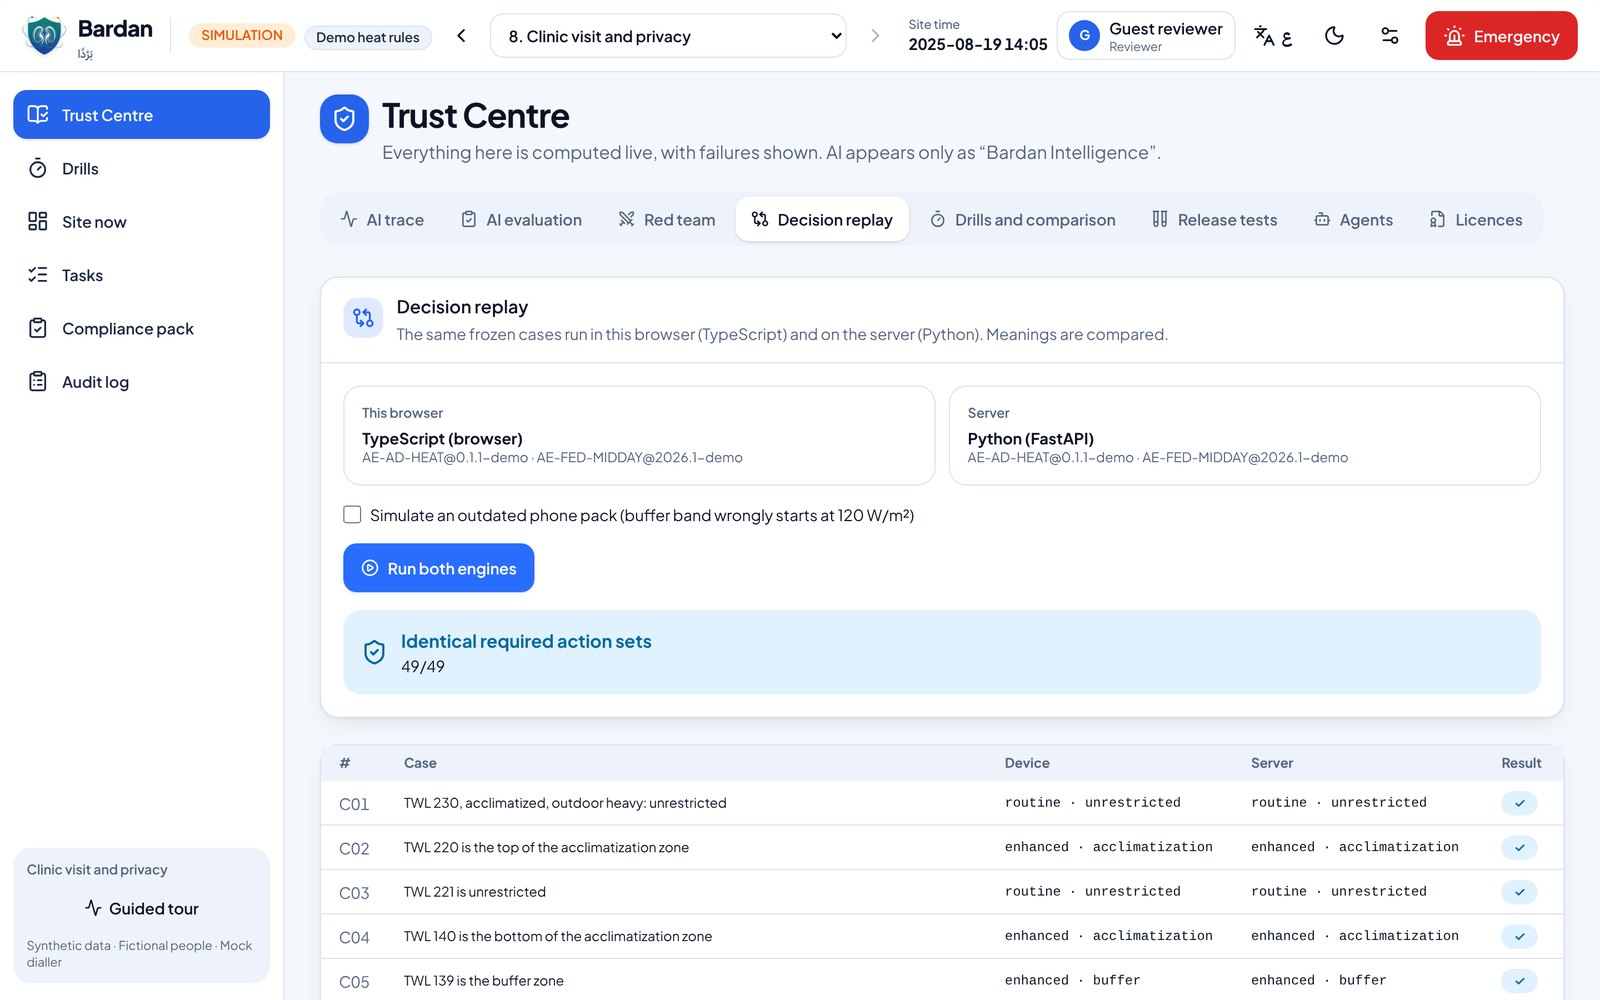 Bardan
بَرْدًا
SIMULATION
Demo heat rules
8. Clinic visit and privacy
Site time
2025-08-19 14:05
G
Guest reviewer
Reviewer
ع
Emergency
Trust Centre
Drills
Site now
Tasks
Compliance pack
Audit log
Clinic visit and privacy
Guided tour
Synthetic data · Fictional people · Mock
dialler
Trust Centre
Everything here is computed live, with failures shown. AI appears only as “Bardan Intelligence”.
AI trace
AI evaluation
Red team
Decision replay
Drills and comparison
Release tests
Agents
Licences
Decision replay
The same frozen cases run in this browser (TypeScript) and on the server (Python). Meanings are compared.
This browser
TypeScript (browser)
AE-AD-HEAT@0.1.1-demo · AE-FED-MIDDAY@2026.1-demo
Server
Python (FastAPI)
AE-AD-HEAT@0.1.1-demo · AE-FED-MIDDAY@2026.1-demo
Simulate an outdated phone pack (buffer band wrongly starts at 120 W/m²)
Run both engines
Identical required action sets
49/49
# Case Device Server Result
C01 TWL 230, acclimatized, outdoor heavy: unrestricted routine · unrestricted routine · unrestricted
C02 TWL 220 is the top of the acclimatization zone enhanced · acclimatization enhanced · acclimatization
C03 TWL 221 is unrestricted routine · unrestricted routine · unrestricted
C04 TWL 140 is the bottom of the acclimatization zone enhanced · acclimatization enhanced · acclimatization
C05 TWL 139 is the buffer zone enhanced · buffer enhanced · buffer